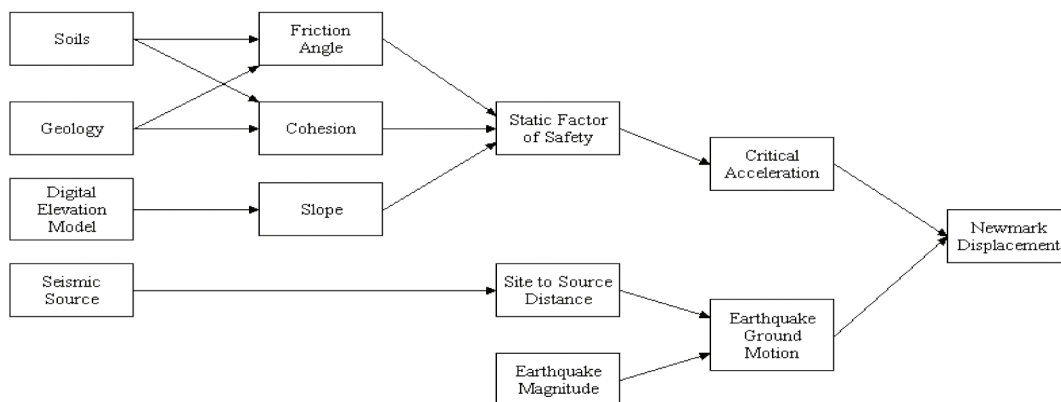 Soils
Friction
Angle
Geology
Cohesion
Static Factor
of Safety
Critical
Acceleration
Digital
Elevation
Model
Slope
Newmark
Displacement
Seismic
Source
Site to Source
Distance
Earthquake
Ground
Motion
Earthquake
Magnitude